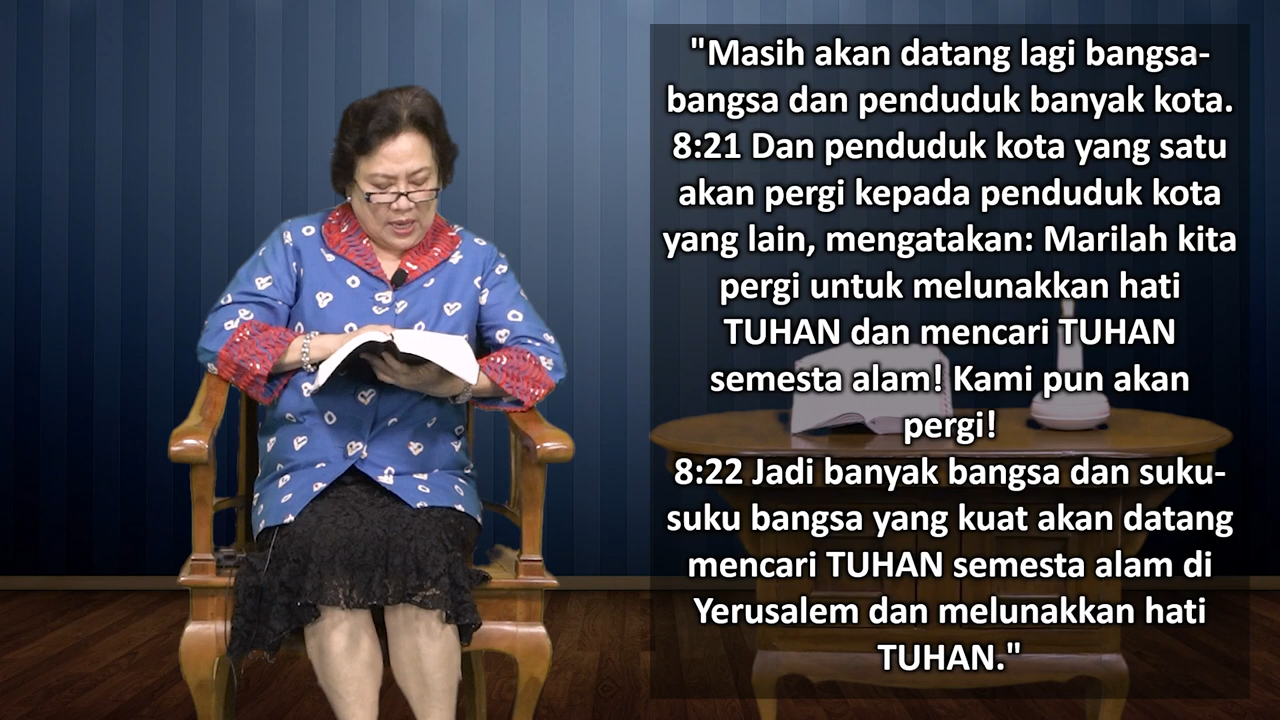 "Masih akan datang lagi bangsa-
bangsa dan penduduk banyak kota.
8:21 Dan penduduk kota yang satu
akan pergi kepada penduduk kota
yang lain, mengatakan: Marilah kita
pergi untuk melunakkan hati
TUHAN dan mencari TUHAN
semesta alam! Kami pun akan
pergi!
8:22 Jadi banyak bangsa dan suku-
suku bangsa yang kuat akan datang
mencari TUHAN semesta alam di
Yerusalem dan melunakkan hati
TUHAN."